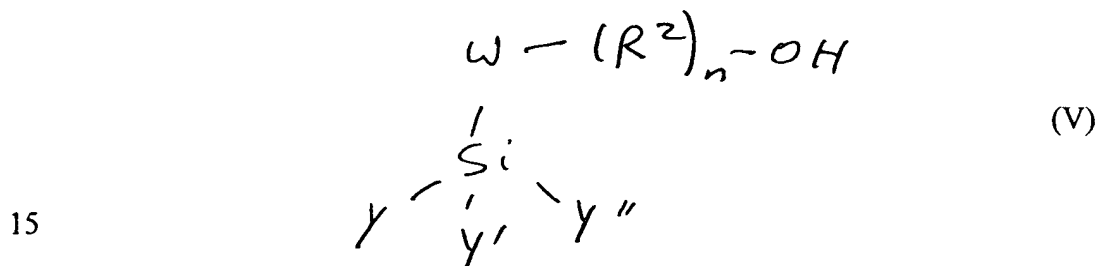 W — (R²)ₙ — OH
(V)
Si
15 Y Y' Y"